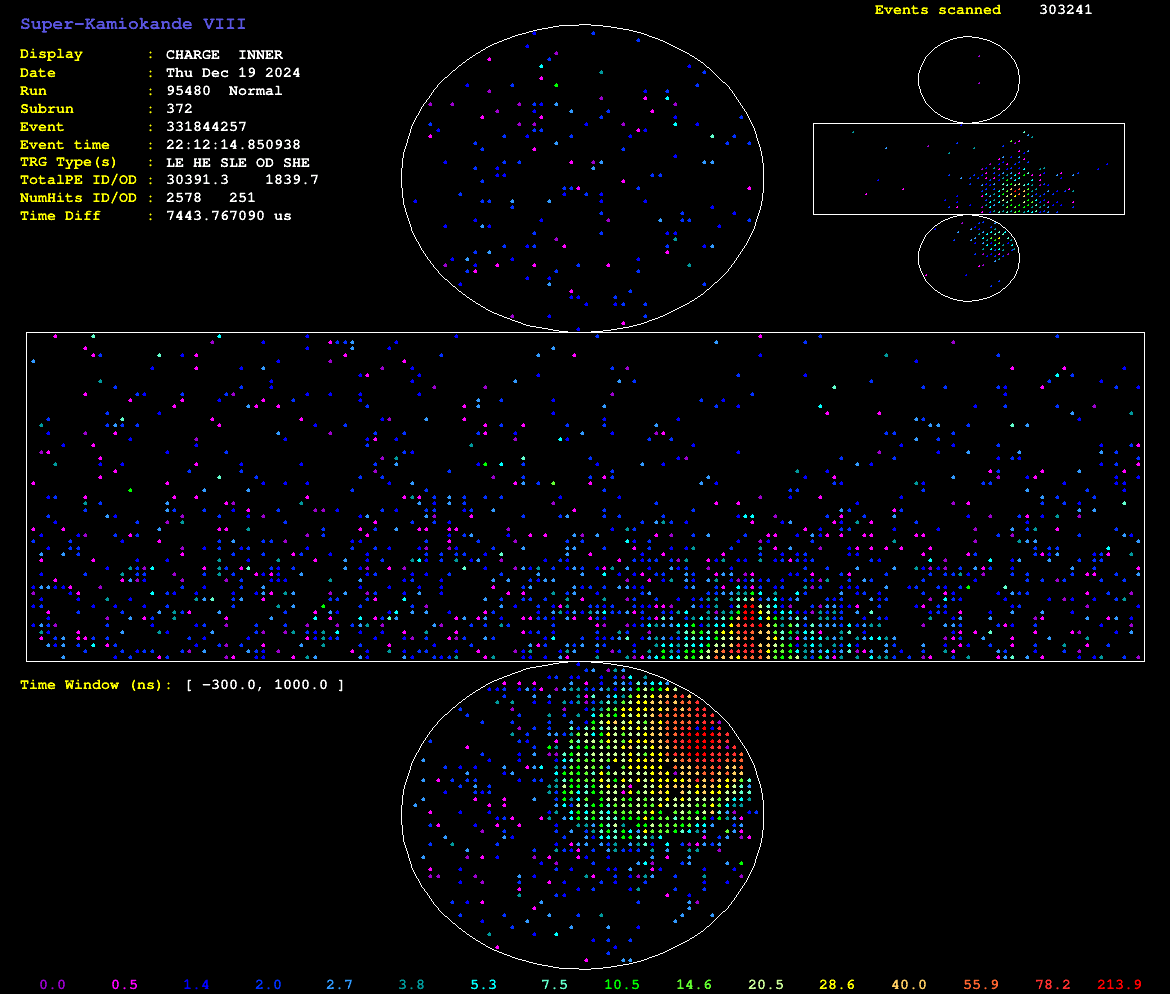 Super-Kamiokande VIII
Events scanned 303241
Display : CHARGE INNER
Date : Thu Dec 19 2024
Run : 95480 Normal
Subrun : 372
Event : 331844257
Event time : 22:12:14.850938
TRG Type(s) : LE HE SLE OD SHE
TotalPE ID/OD : 30391.3 1839.7
NumHits ID/OD : 2578 251
Time Diff : 7443.767090 us
Time Window (ns): [ −300.0, 1000.0 ]
0.0 0.5 1.4 2.0 2.7 3.8 5.3 7.5 10.5 14.6 20.5 28.6 40.0 55.9 78.2 213.9